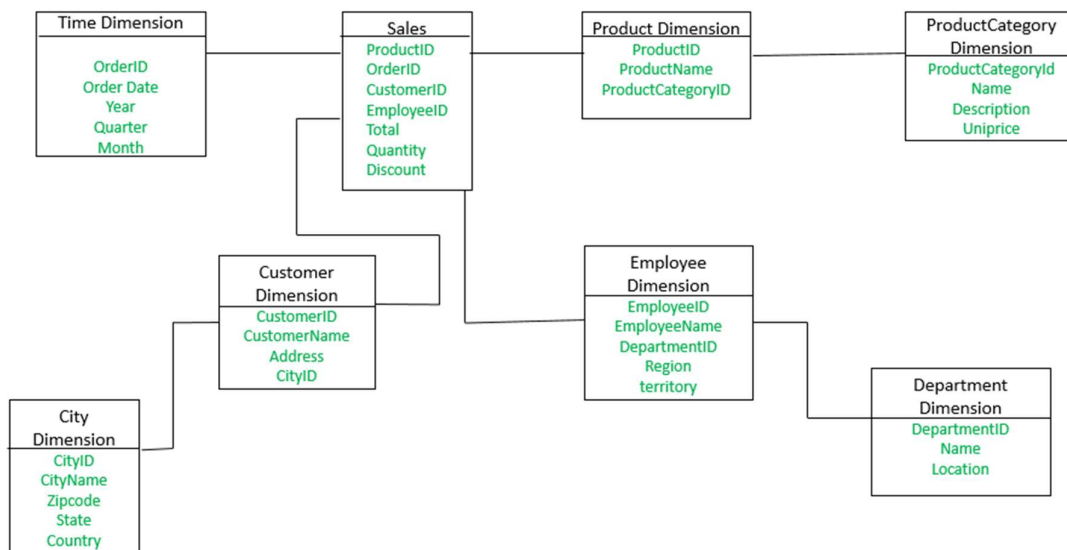 Time Dimension
OrderID
Order Date
Year
Quarter
Month
Sales
ProductID
OrderID
CustomerID
EmployeeID
Total
Quantity
Discount
Product Dimension
ProductID
ProductName
ProductCategoryID
ProductCategory
Dimension
ProductCategoryId
Name
Description
Uniprice
Customer
Dimension
CustomerID
CustomerName
Address
CityID
Employee
Dimension
EmployeeID
EmployeeName
DepartmentID
Region
territory
City
Dimension
CityID
CityName
Zipcode
State
Country
Department
Dimension
DepartmentID
Name
Location